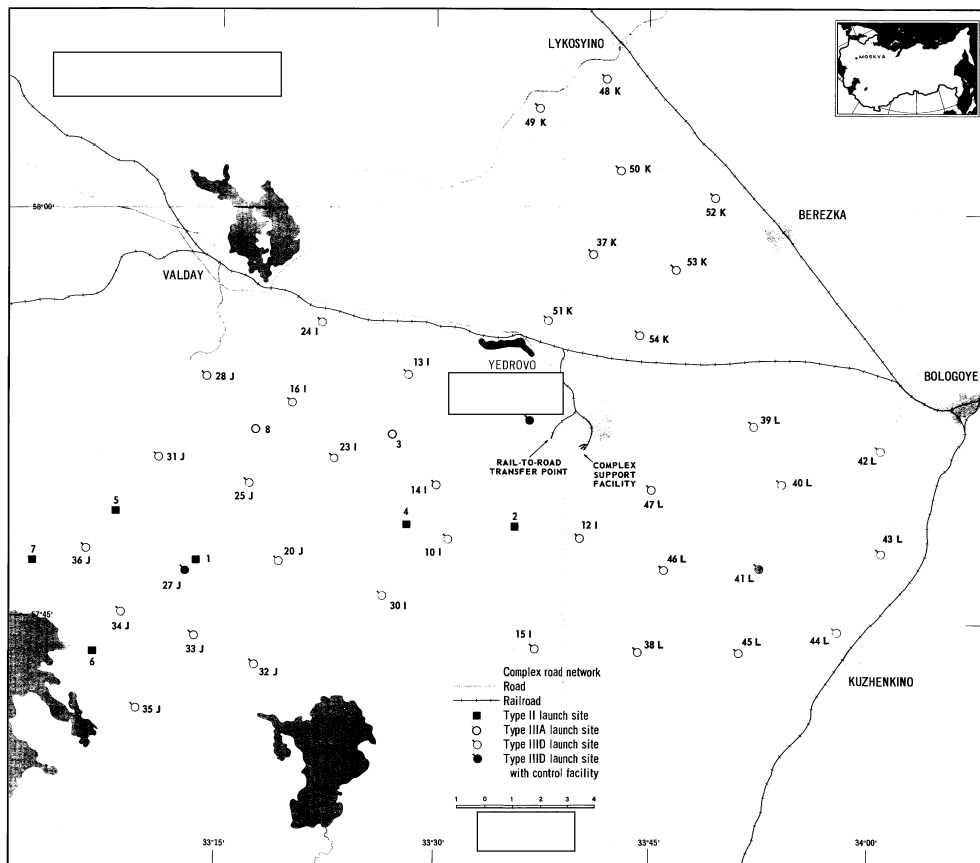 LYKOSYINO
MOSKVA
48 K
49 K
50 K
52 K
58°00'
BEREZKA
37 K
53 K
VALDAY
51 K
24 I
54 K
YEDROVO
13 I
28 J
BOLOGOYE
16 I
39 L
8
3
31 J
23 I
RAIL-TO-ROAD
TRANSFER POINT
COMPLEX
SUPPORT
FACILITY
42 L
25 J
14 I
40 L
47 L
5
4
2
7
36 J
10 I
12 I
43 L
1
20 J
27 J
46 L
41 L
57°45'
30 I
34 J
33 J
15 I
44 L
6
38 L
45 L
32 J
KUZHENKINO
35 J
Complex road network
Road
Railroad
Type II launch site
Type IIIA launch site
Type IIID launch site
Type IIID launch site
with control facility
1 0 1 2 3 4
33°15'
33°30'
33°45'
34°00'